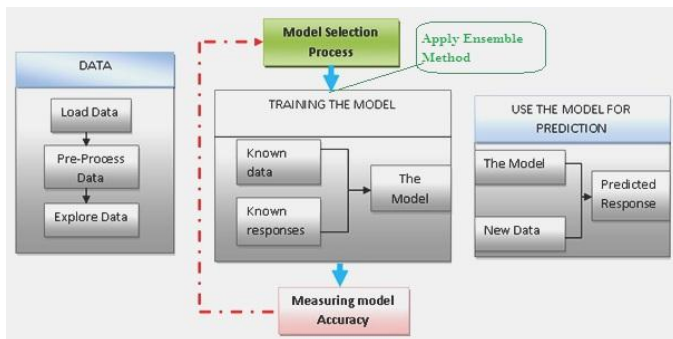 DATA
Load Data
Pre-Process
Data
Explore Data
Model Selection
Process
Apply Ensemble
Method
TRAINING THE MODEL
Known
data
Known
responses
The
Model
Measuring model
Accuracy
USE THE MODEL FOR
PREDICTION
The Model
New Data
Predicted
Response